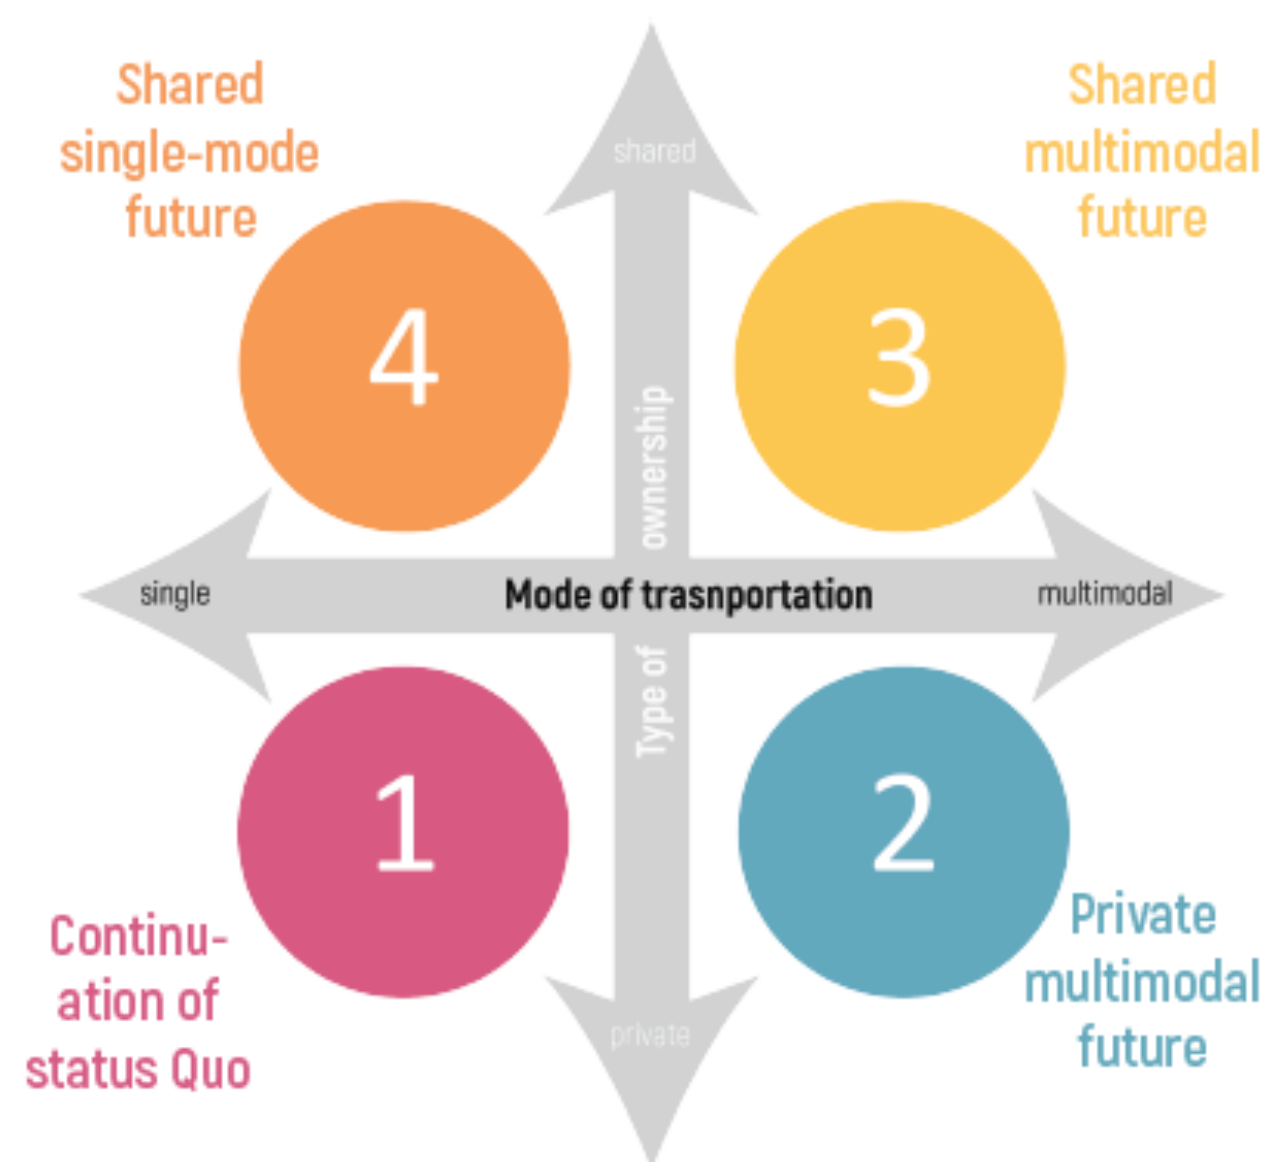 Shared
single-mode
future
shared
Shared
multimodal
future
4
3
ownership
single
Mode of trasnportation
multimodal
Type of
1
2
Continu-
ation of
status Quo
private
Private
multimodal
future